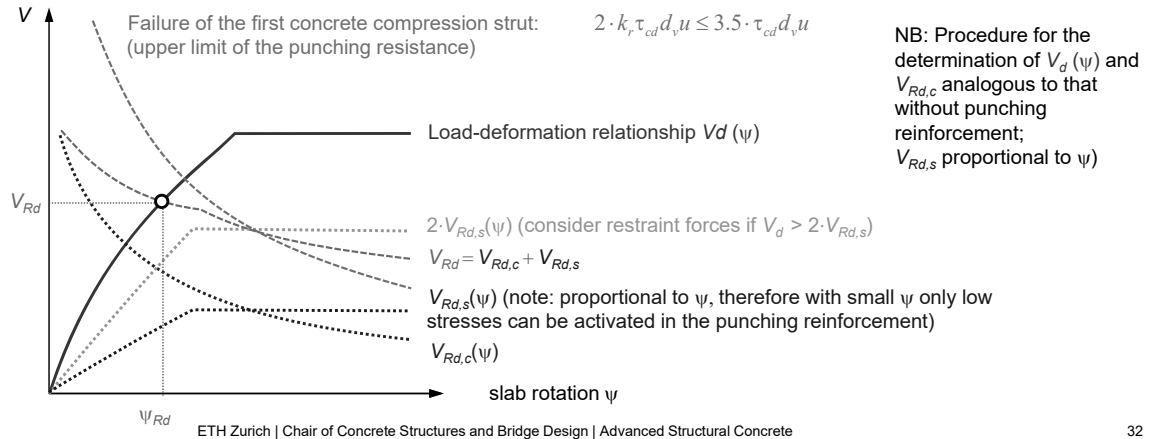 V
Failure of the first concrete compression strut:
(upper limit of the punching resistance)
2·k_r τ_cd d_v u ≤ 3.5·τ_cd d_v u
NB: Procedure for the
determination of V_d (ψ) and
V_Rd,c analogous to that
without punching
reinforcement;
V_Rd,s proportional to ψ)
Load-deformation relationship Vd (ψ)
V_Rd
2·V_Rd,s(ψ) (consider restraint forces if V_d > 2·V_Rd,s)
V_Rd = V_Rd,c + V_Rd,s
V_Rd,s(ψ) (note: proportional to ψ, therefore with small ψ only low
stresses can be activated in the punching reinforcement)
V_Rd,c(ψ)
slab rotation ψ
ψ_Rd
ETH Zurich | Chair of Concrete Structures and Bridge Design | Advanced Structural Concrete
32